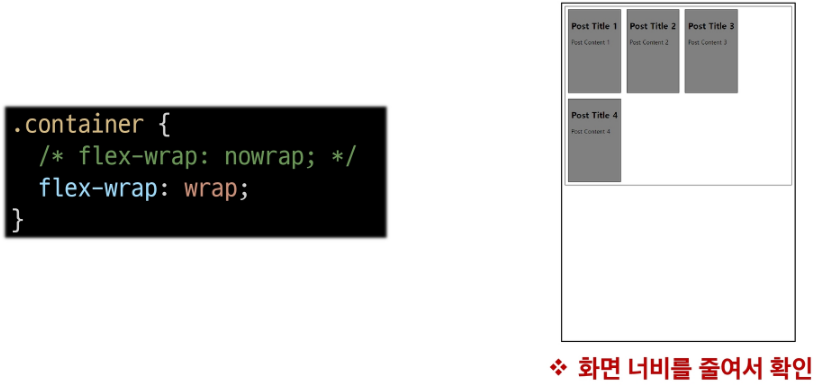 .container {
/* flex-wrap: nowrap; */
flex-wrap: wrap;
}
Post Title 1 Post Title 2 Post Title 3
Post Content 1 Post Content 2 Post Content 3
Post Title 4
Post Content 4
❖ 화면 너비를 줄여서 확인